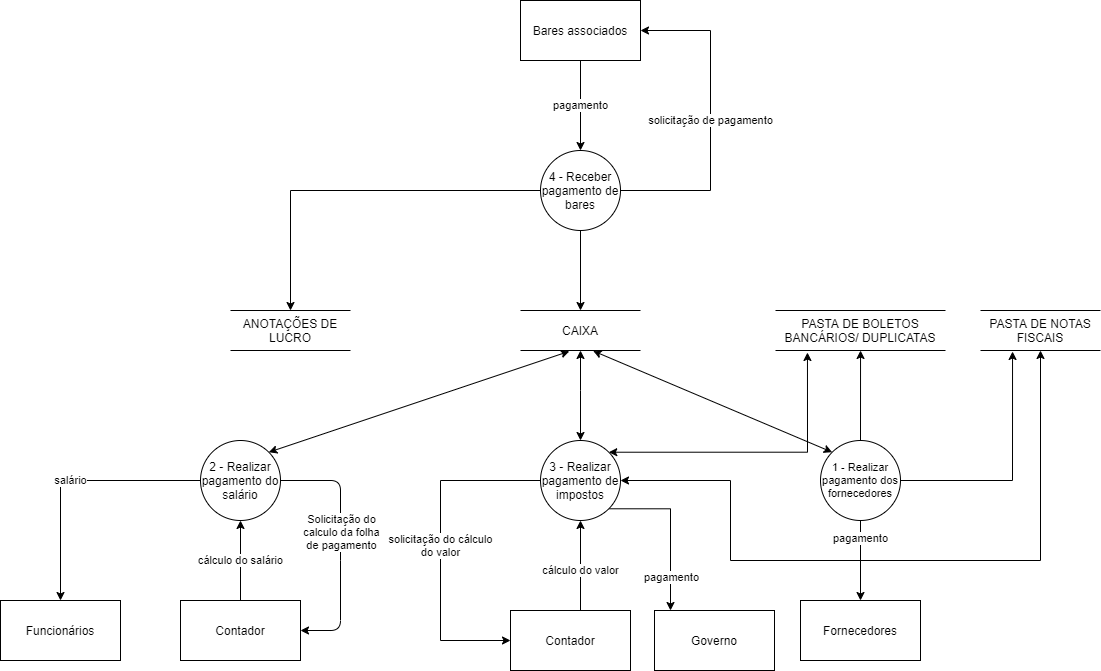 Bares associados
pagamento
solicitação de pagamento
4 - Receber
pagamento de
bares
ANOTAÇÕES DE
LUCRO
CAIXA
PASTA DE BOLETOS
BANCÁRIOS/ DUPLICATAS
PASTA DE NOTAS
FISCAIS
2 - Realizar
pagamento do
salário
3 - Realizar
pagamento de
impostos
1 - Realizar
pagamento dos
fornecedores
salário
Solicitação do
calculo da folha
de pagamento
solicitação do cálculo
do valor
pagamento
cálculo do salário
cálculo do valor
pagamento
Funcionários
Contador
Contador
Governo
Fornecedores